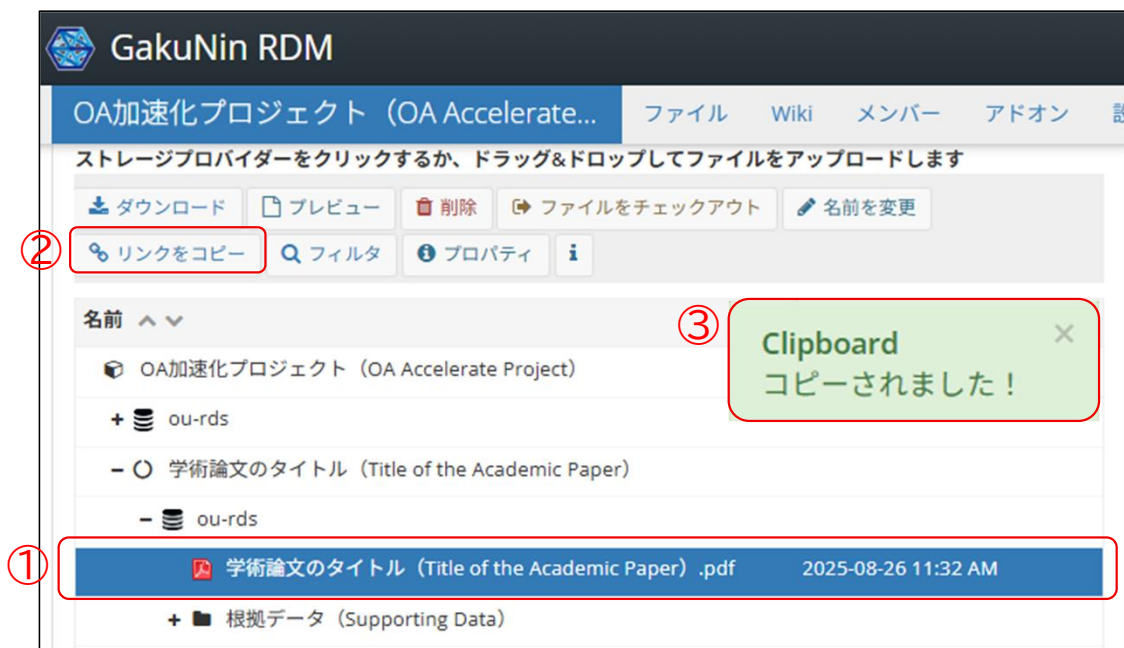 GakuNin RDM
OA加速化プロジェクト（OA Accelerate... ファイル Wiki メンバー アドオン
ストレージプロバイダーをクリックするか、ドラッグ&ドロップしてファイルをアップロードします
ダウンロード プレビュー 削除 ファイルをチェックアウト 名前を変更
② リンクをコピー フィルタ プロパティ i
名前
③ Clipboard
コピーされました！
OA加速化プロジェクト（OA Accelerate Project）
+ ou-rds
− 学術論文のタイトル（Title of the Academic Paper）
− ou-rds
① 学術論文のタイトル（Title of the Academic Paper）.pdf 2025-08-26 11:32 AM
+ 根拠データ（Supporting Data）